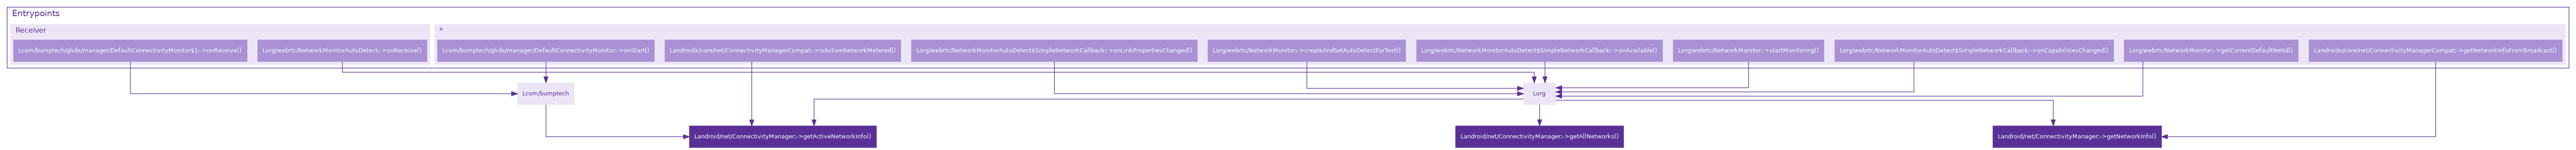 Entrypoints
Receiver
*
Lcom/bumptech/glide/manager/DefaultConnectivityMonitor$1;->onReceive()
Lorg/webrtc/NetworkMonitorAutoDetect;->onReceive()
Lcom/bumptech/glide/manager/DefaultConnectivityMonitor;->onStart()
Landroidx/core/net/ConnectivityManagerCompat;->isActiveNetworkMetered()
Lorg/webrtc/NetworkMonitorAutoDetect$SimpleNetworkCallback;->onLinkPropertiesChanged()
Lorg/webrtc/NetworkMonitor;->createAndSetAutoDetectForTest()
Lorg/webrtc/NetworkMonitorAutoDetect$SimpleNetworkCallback;->onAvailable()
Lorg/webrtc/NetworkMonitor;->startMonitoring()
Lorg/webrtc/NetworkMonitorAutoDetect$SimpleNetworkCallback;->onCapabilitiesChanged()
Lorg/webrtc/NetworkMonitor;->getCurrentDefaultNetId()
Landroidx/core/net/ConnectivityManagerCompat;->getNetworkInfoFromBroadcast()
Lcom/bumptech
Lorg
Landroid/net/ConnectivityManager;->getActiveNetworkInfo()
Landroid/net/ConnectivityManager;->getAllNetworks()
Landroid/net/ConnectivityManager;->getNetworkInfo()